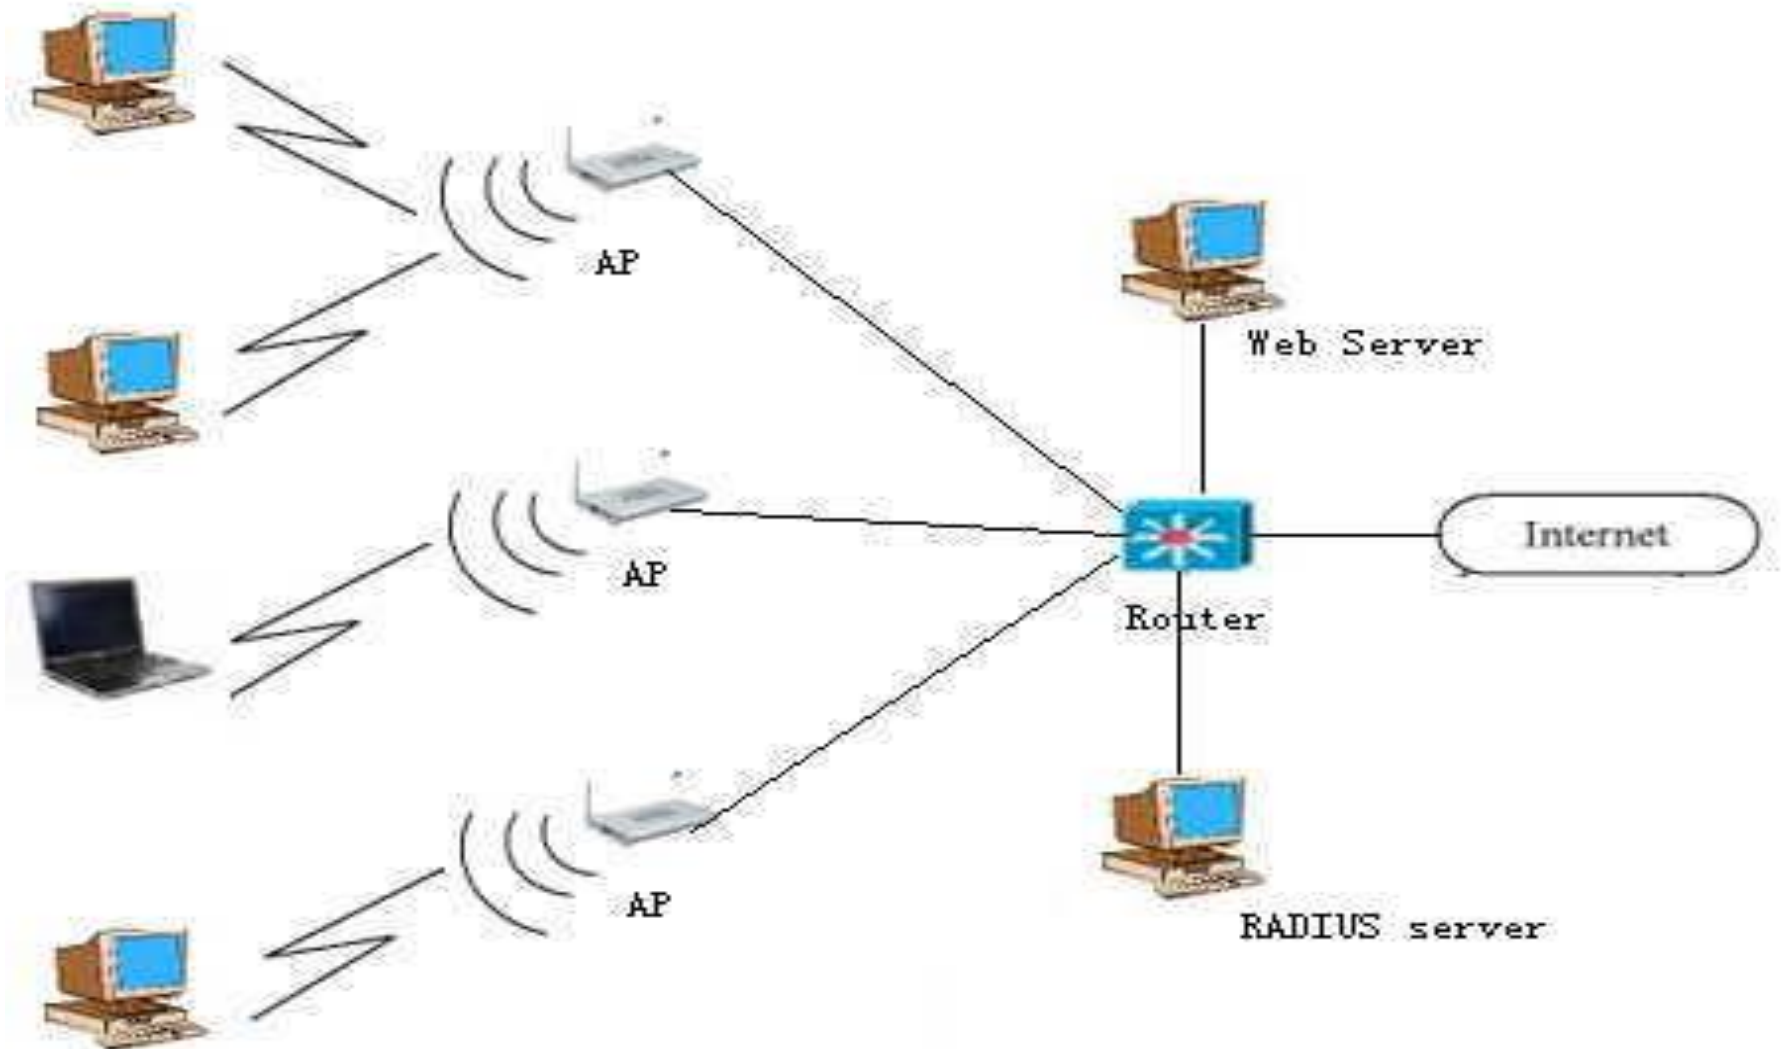 AP
Web Server
AP
Internet
Router
AP
RADIUS server